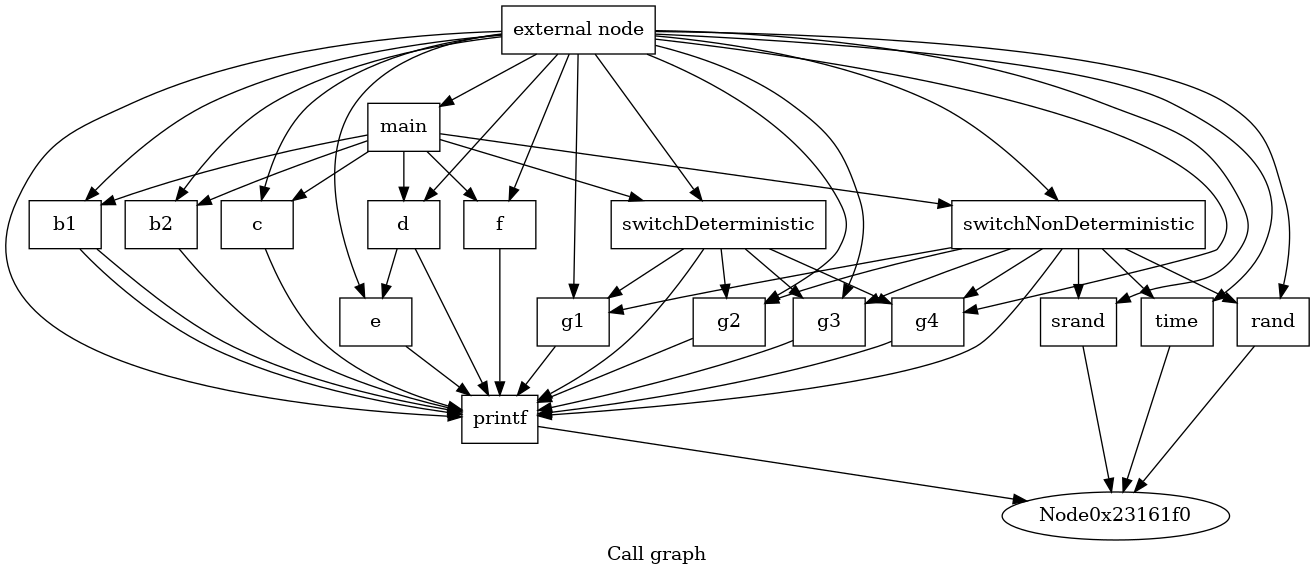 external node
main
b1
b2
c
d
f
switchDeterministic
switchNonDeterministic
e
g1
g2
g3
g4
srand
time
rand
printf
Node0x23161f0
Call graph